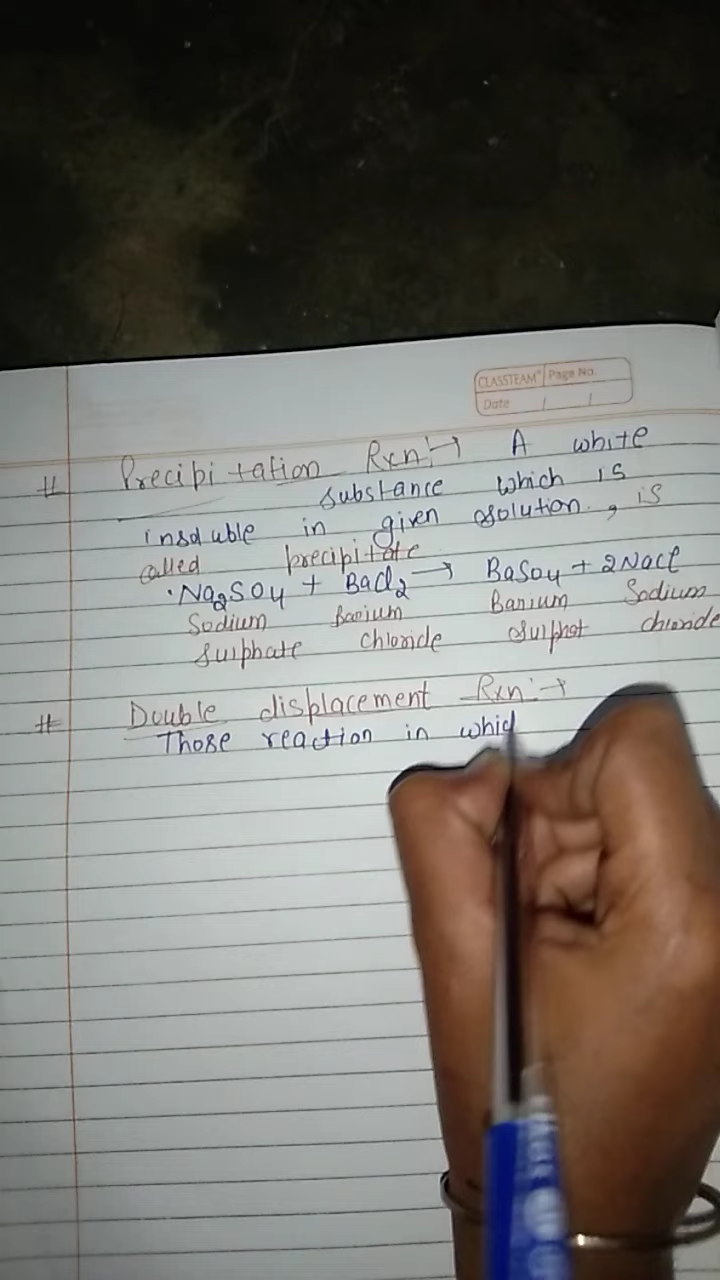 CLASSTEAM Page No.
Date / /
# Precipitation Rxn:→ A white
substance which is
insoluble in given solution, is
called precipitate
Na2SO4 + BaCl2 → BaSO4 + 2NaCl
Sodium Barium Barium Sodium
Sulphate chloride sulphat chloride
# Double displacement Rxn:→
Those reaction in whic